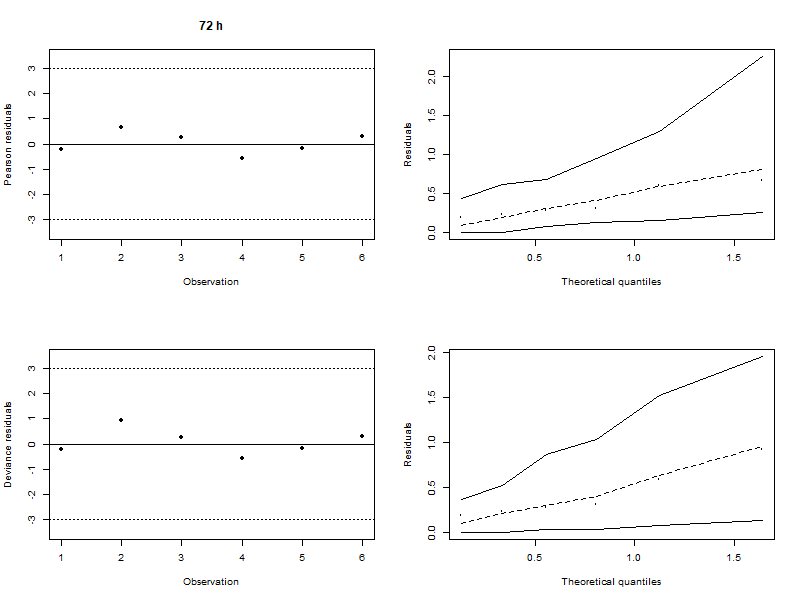 72 h
Pearson residuals
3
2
1
0
-1
-2
-3
1 2 3 4 5 6
Observation
Residuals
2.0
1.5
1.0
0.5
0.0
0.5 1.0 1.5
Theoretical quantiles
Deviance residuals
3
2
1
0
-1
-2
-3
1 2 3 4 5 6
Observation
Residuals
2.0
1.5
1.0
0.5
0.0
0.5 1.0 1.5
Theoretical quantiles